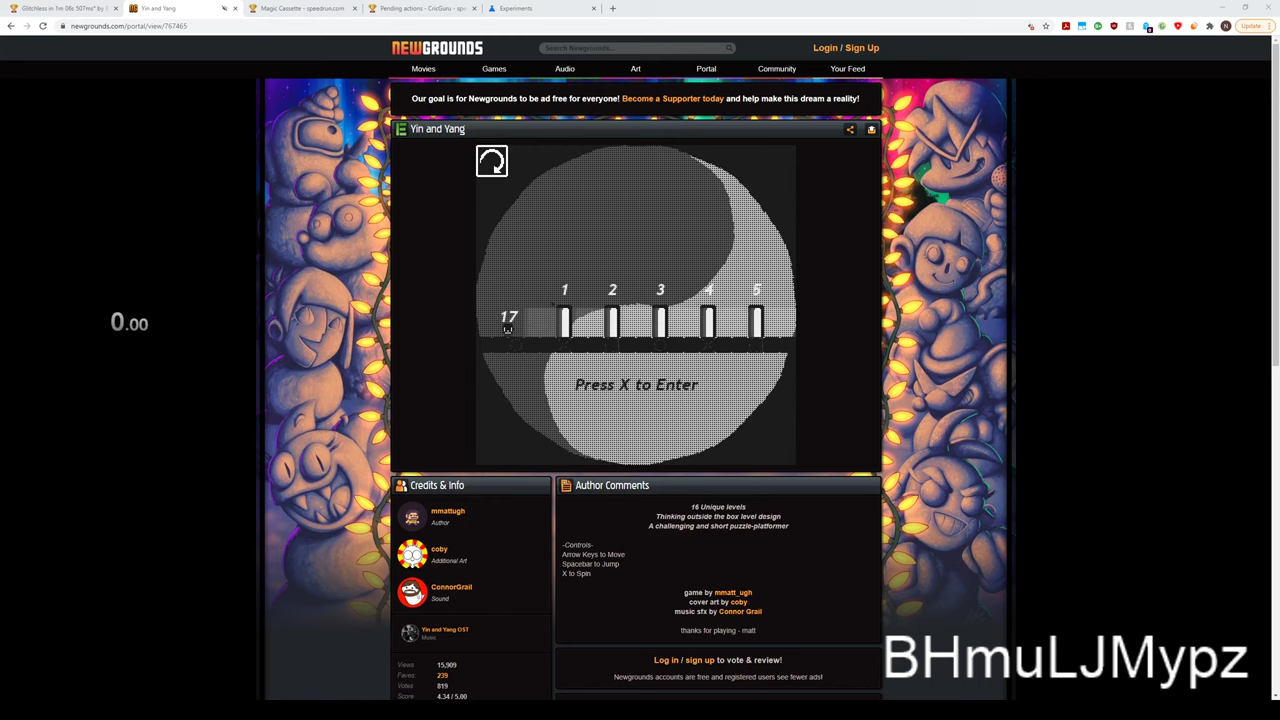 Glitchless in 1m 06s 507ms* by
Yin and Yang
Magic Cassette - speedrun.com
Pending actions - CricGuru - spe
Experiments
newgrounds.com/portal/view/767465
Update
NEWGROUNDS
Search Newgrounds...
Login / Sign Up
Movies
Games
Audio
Art
Portal
Community
Your Feed
Our goal is for Newgrounds to be ad free for everyone! Become a Supporter today and help make this dream a reality!
E Yin and Yang
1 2 3 4 5
17
0.00
Press X to Enter
Credits & Info
mmattugh
Author
coby
Additional Art
ConnorGrail
Sound
Yin and Yang OST
Music
Views 15,909
Faves: 239
Votes 819
Score 4.34 / 5.00
Author Comments
16 Unique levels
Thinking outside the box level design
A challenging and short puzzle-platformer
-Controls-
Arrow Keys to Move
Spacebar to Jump
X to Spin
game by mmatt_ugh
cover art by coby
music sfx by Connor Grail
thanks for playing - matt
Log in / sign up to vote & review!
Newgrounds accounts are free and registered users see fewer ads!
BHmuLJMypz